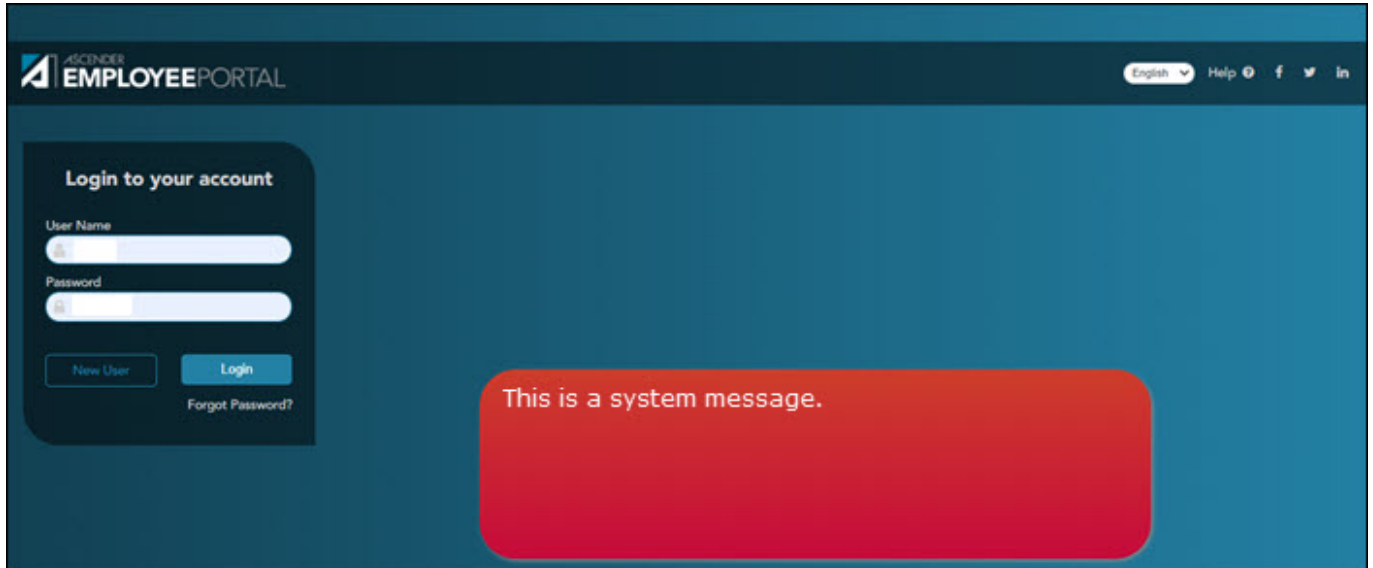 ASCENDER
EMPLOYEEPORTAL
English
Help
Login to your account
User Name
Password
New User
Login
Forgot Password?
This is a system message.